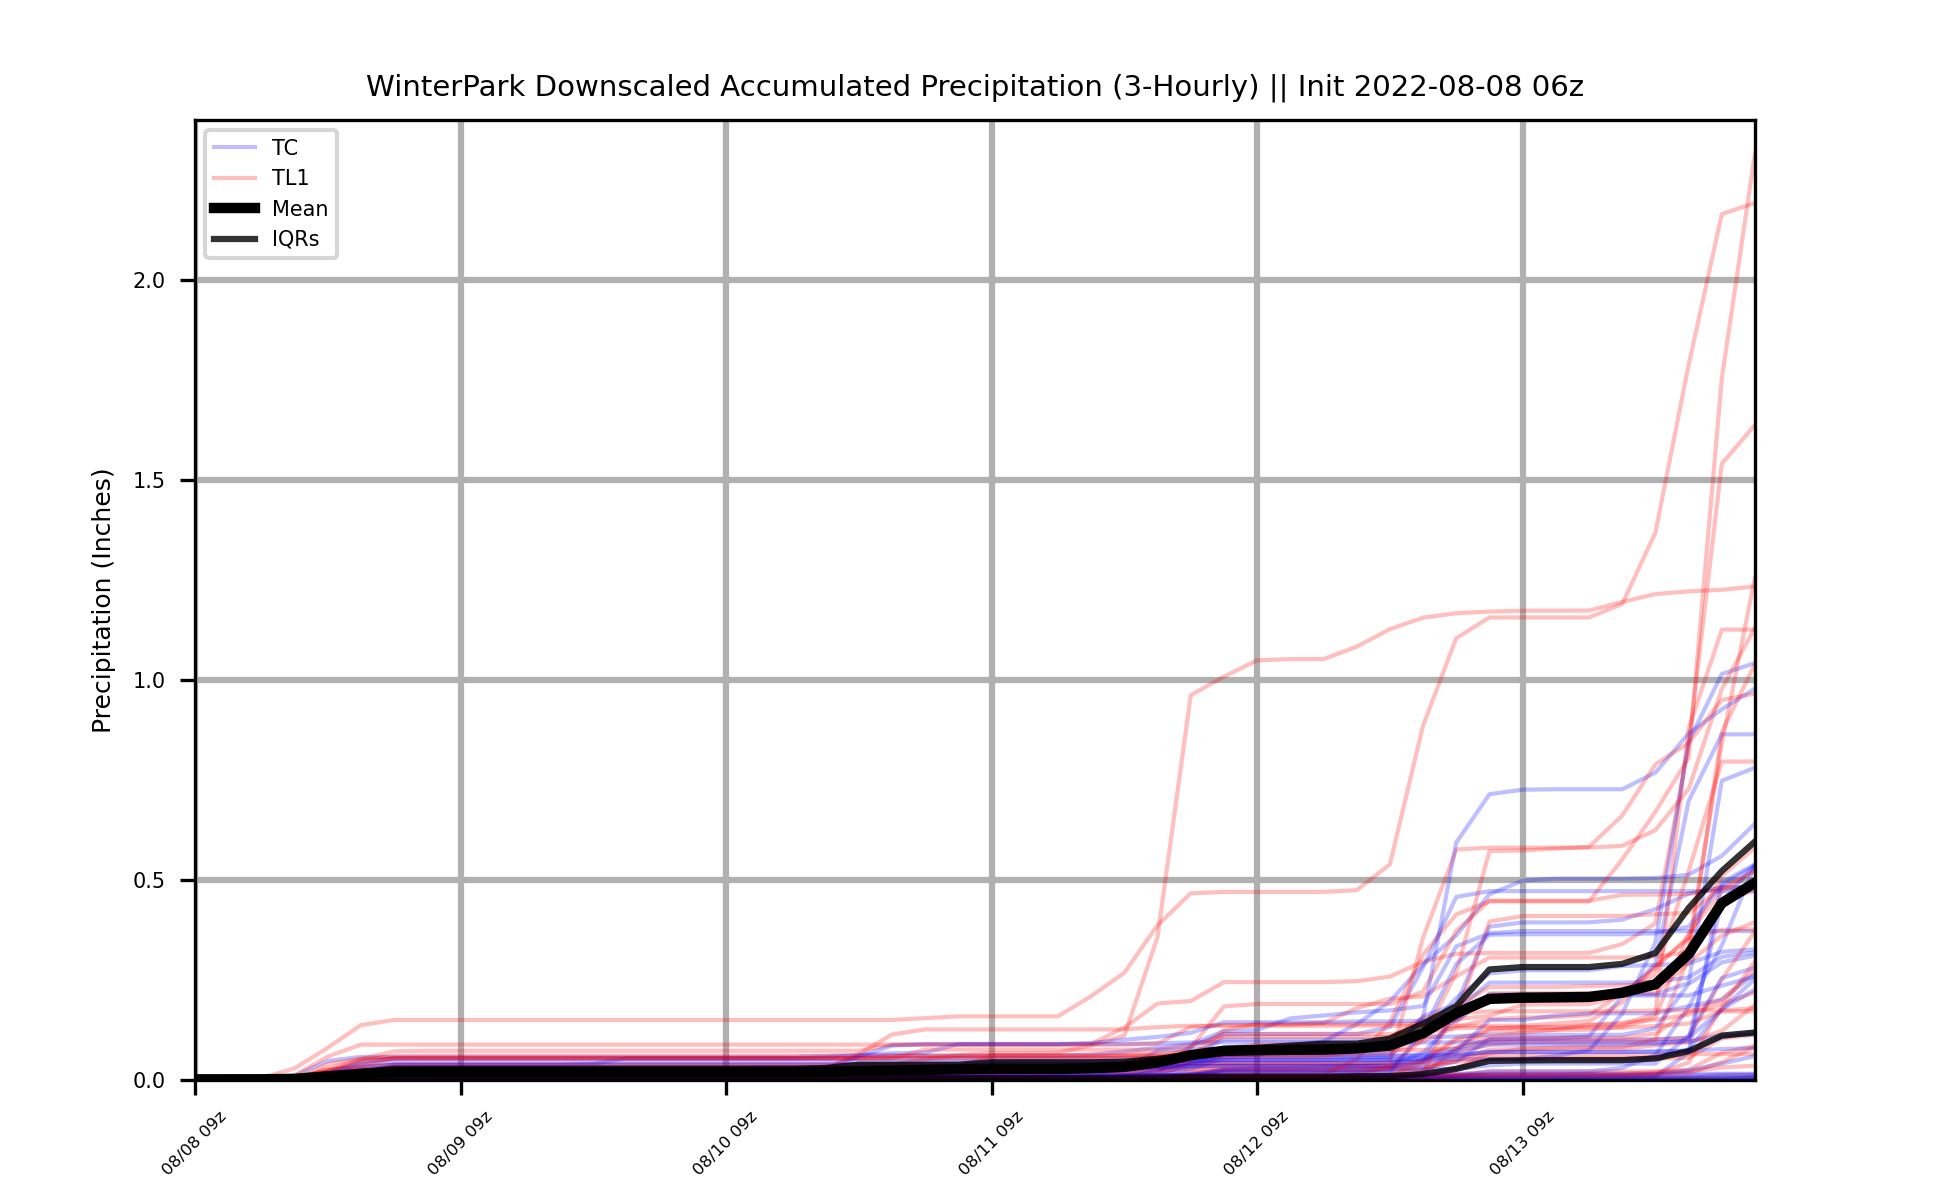 WinterPark Downscaled Accumulated Precipitation (3-Hourly) || Init 2022-08-08 06z
TC
TL1
Mean
IQRs
Precipitation (Inches)
2.0
1.5
1.0
0.5
0.0
08/08 09z
08/09 09z
08/10 09z
08/11 09z
08/12 09z
08/13 09z